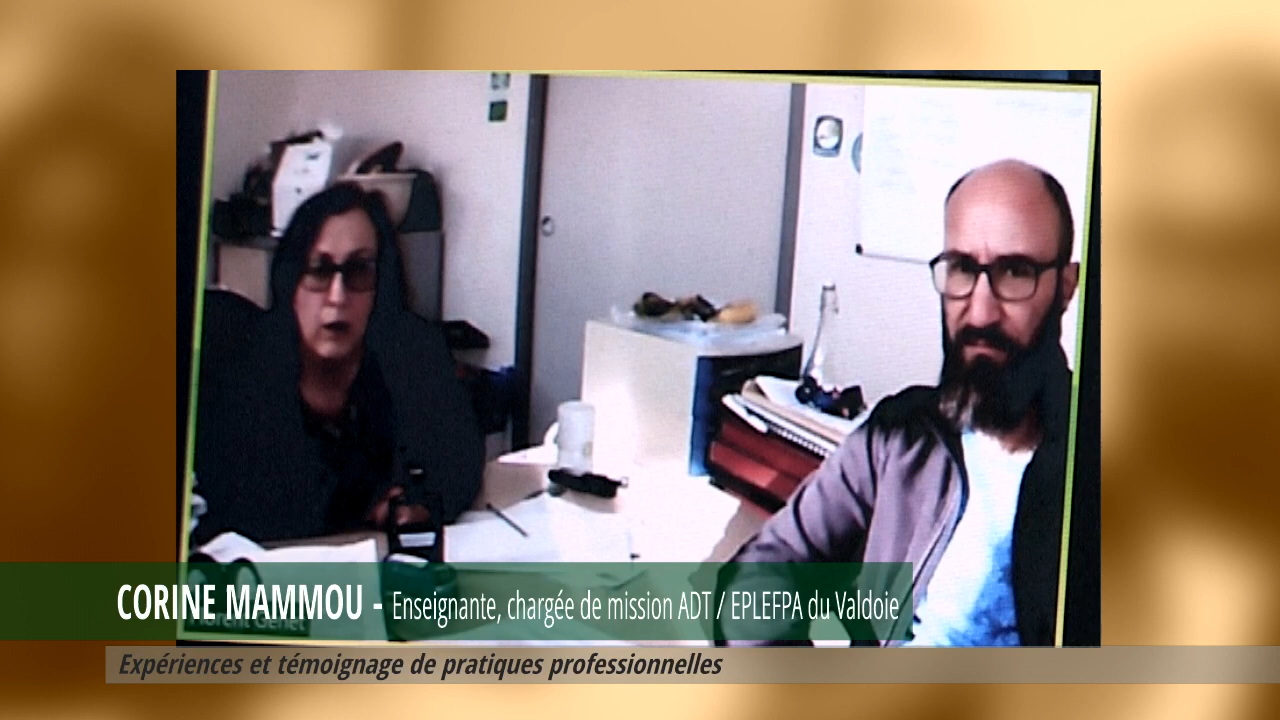 CORINE MAMMOU - Enseignante, chargée de mission ADT / EPLEFPA du Valdoie
Expériences et témoignage de pratiques professionnelles